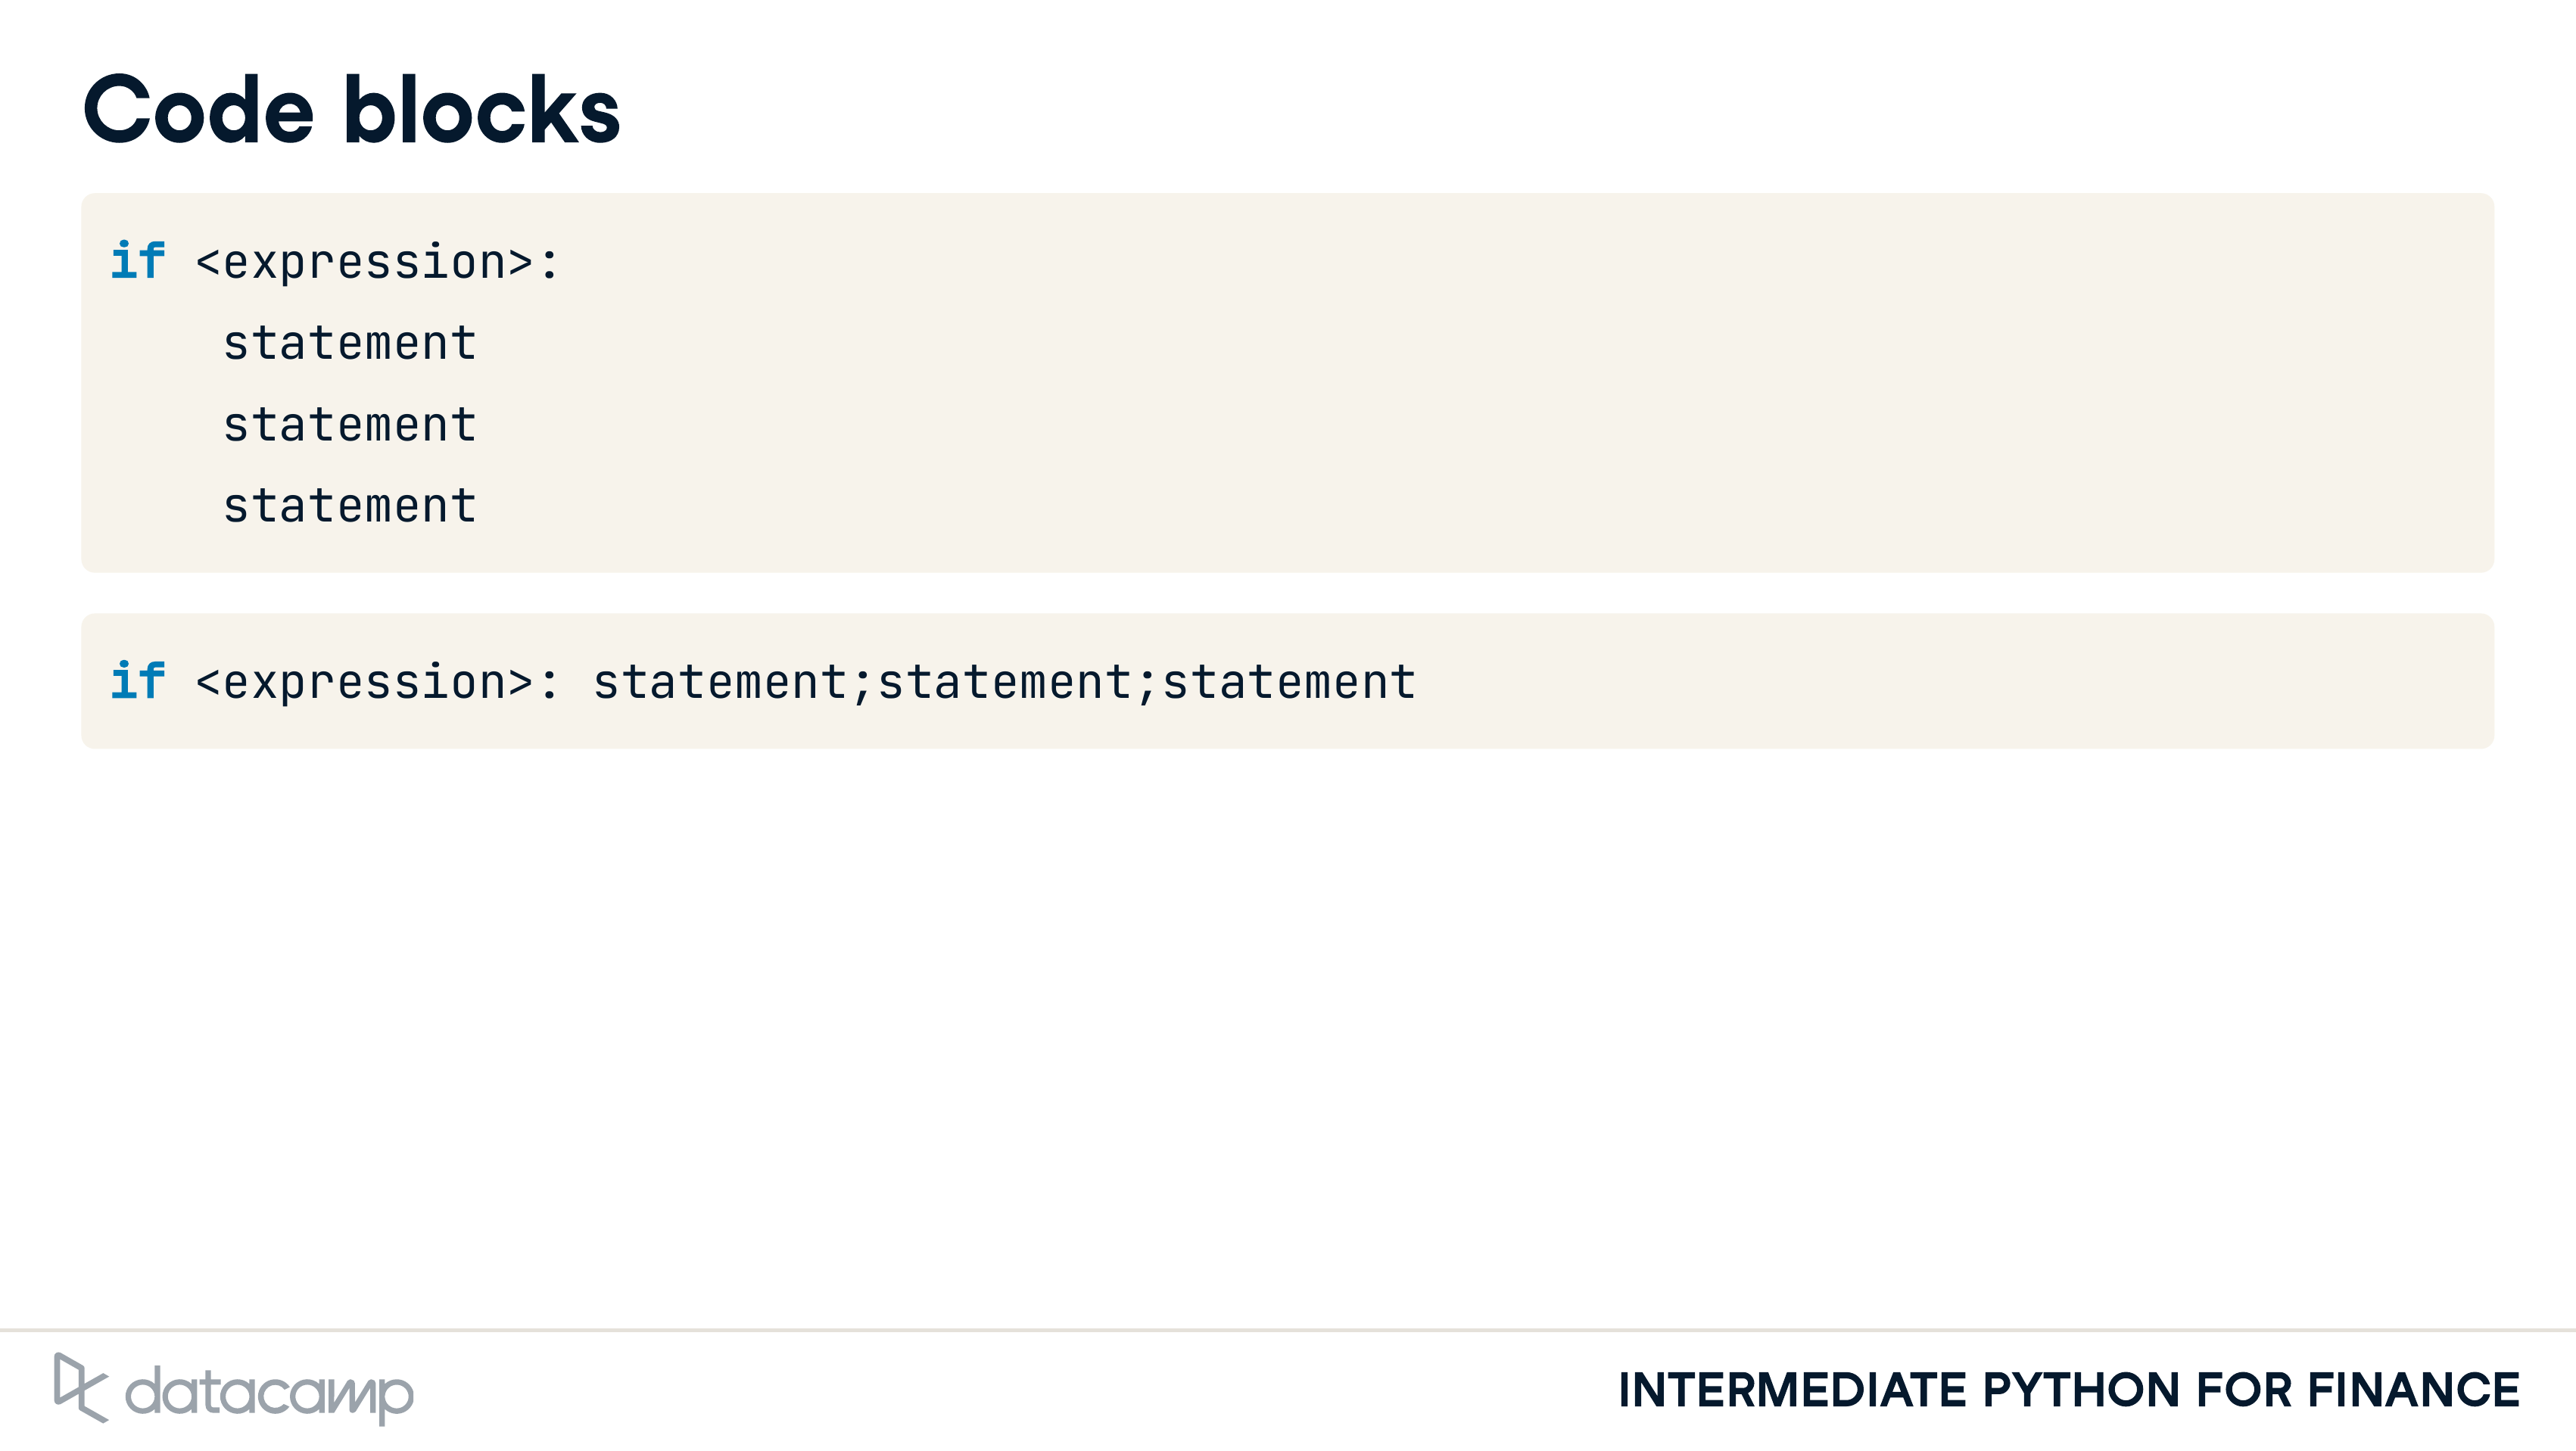 Code blocks
if <expression>:
    statement
    statement
    statement
if <expression>: statement;statement;statement
datacamp
INTERMEDIATE PYTHON FOR FINANCE